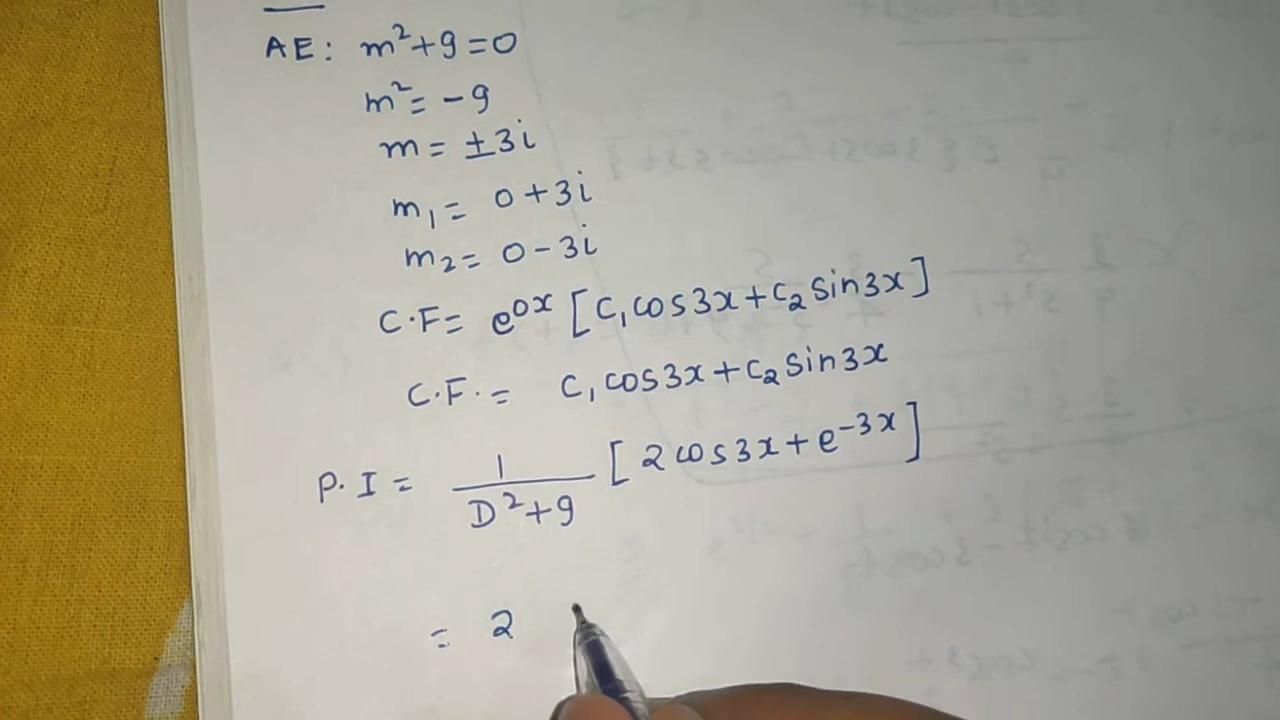 AE: m²+9=0
m²= -9
m= ±3i
m₁= 0+3i
m₂= 0-3i
C.F= e⁰ˣ [C₁cos3x+C₂sin3x]
C.F.= C₁cos3x+C₂sin3x
P.I= 1/(D²+9) [2cos3x+e⁻³ˣ]
= 2